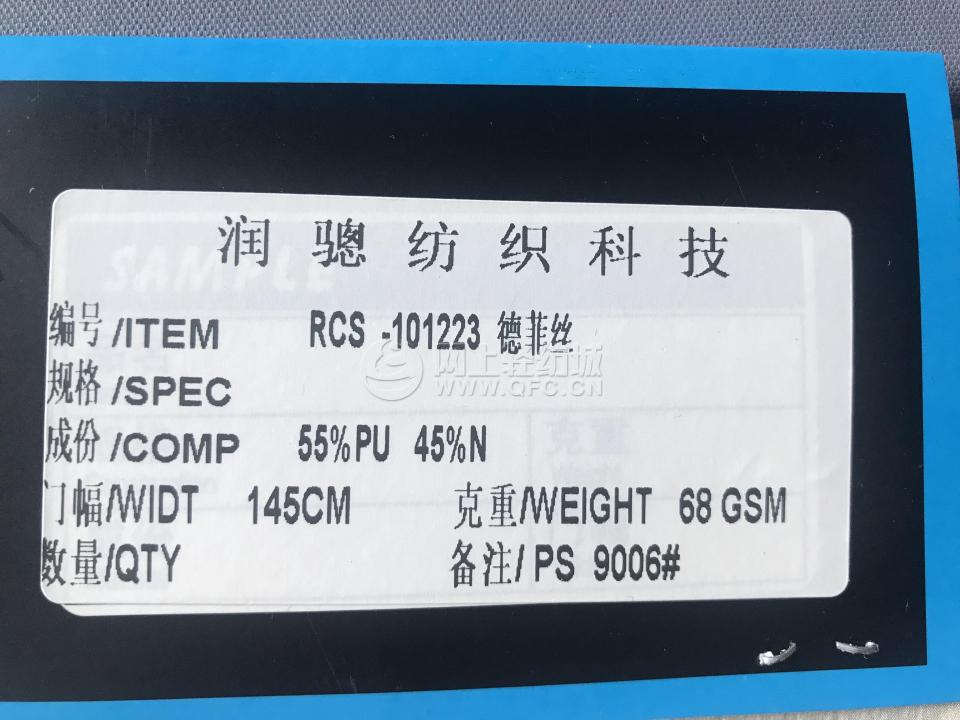 润 骢 纺 织 科 技
SAMPLE
编号/ITEM RCS -101223 德菲丝
网上轻纺城
WWW.QFC.CN
规格/SPEC
成份/COMP 55%PU 45%N
克重
门幅/WIDT 145CM 克重/WEIGHT 68 GSM
数量/QTY 备注/ PS 9006#